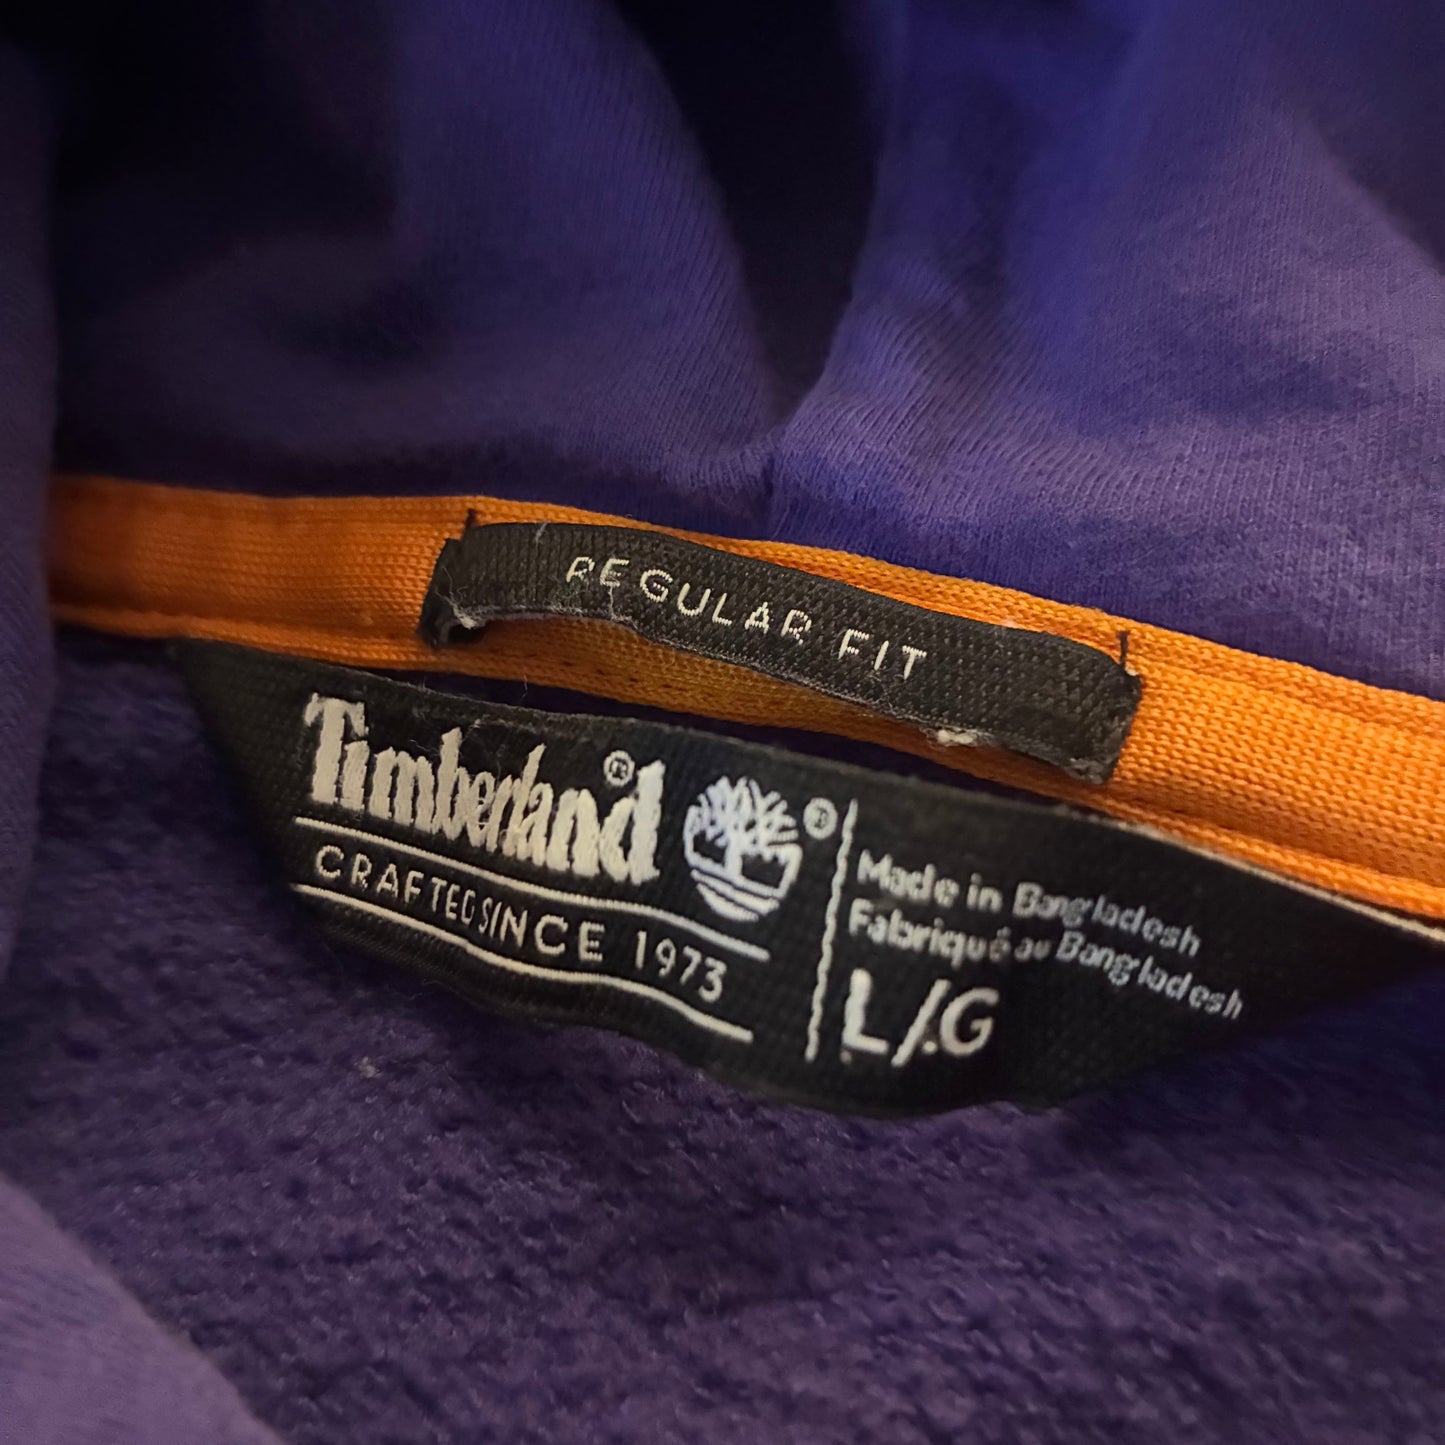 REGULAR FIT
Timberland® ®
CRAFTED SINCE 1973
Made in Bangladesh
Fabriqué au Bangladesh
L/G